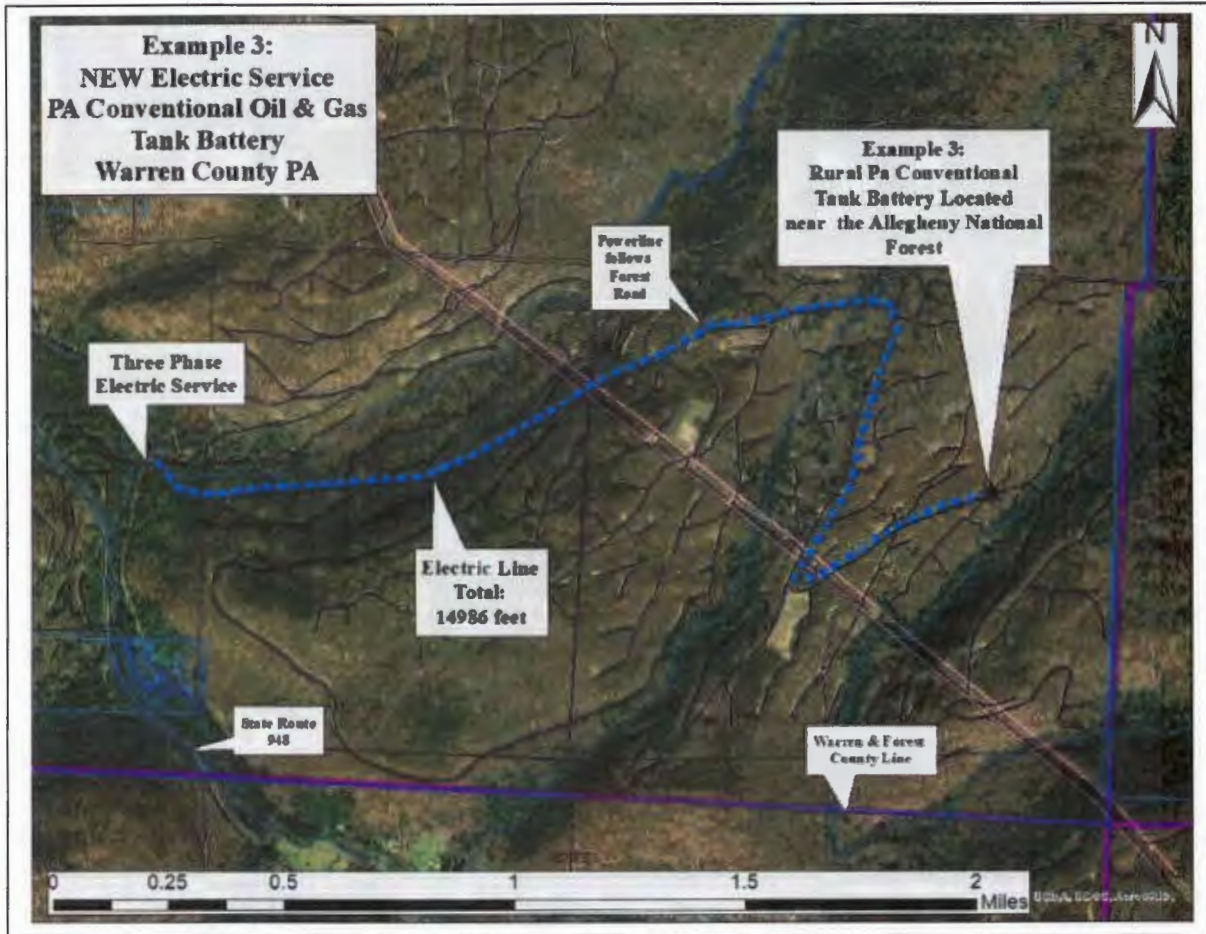 Example 3:
NEW Electric Service
PA Conventional Oil & Gas
Tank Battery
Warren County PA
N
Example 3:
Rural Pa Conventional
Tank Battery Located
near the Allegheny National
Forest
Powerline
follows
Forest
Road
Three Phase
Electric Service
Electric Line
Total:
14986 feet
State Route
948
Warren & Forest
County Line
0 0.25 0.5 1 1.5 2
Miles